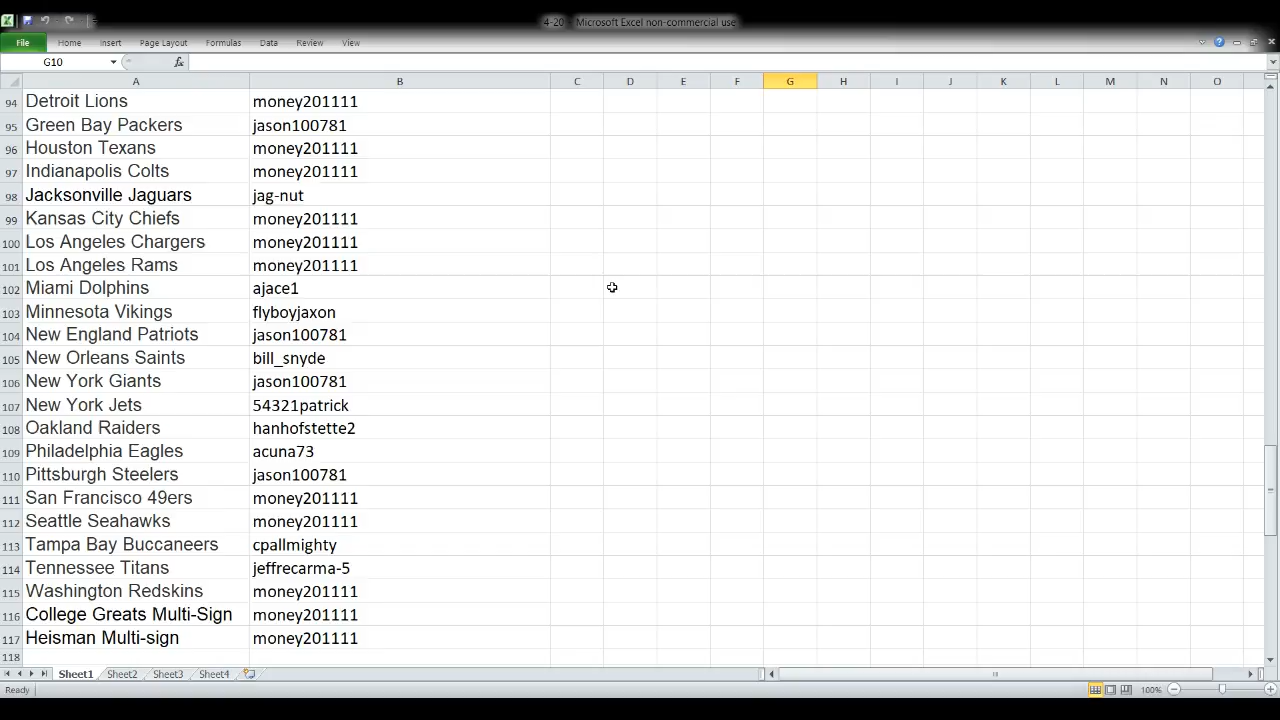 4-20 - Microsoft Excel non-commercial use
File Home Insert Page Layout Formulas Data Review View
G10 fx
A B C D E F G H I J K L M N O
94 Detroit Lions money201111
95 Green Bay Packers jason100781
96 Houston Texans money201111
97 Indianapolis Colts money201111
98 Jacksonville Jaguars jag-nut
99 Kansas City Chiefs money201111
100 Los Angeles Chargers money201111
101 Los Angeles Rams money201111
102 Miami Dolphins ajace1
103 Minnesota Vikings flyboyjaxon
104 New England Patriots jason100781
105 New Orleans Saints bill_snyde
106 New York Giants jason100781
107 New York Jets 54321patrick
108 Oakland Raiders hanhofstette2
109 Philadelphia Eagles acuna73
110 Pittsburgh Steelers jason100781
111 San Francisco 49ers money201111
112 Seattle Seahawks money201111
113 Tampa Bay Buccaneers cpallmighty
114 Tennessee Titans jeffrecarma-5
115 Washington Redskins money201111
116 College Greats Multi-Sign money201111
117 Heisman Multi-sign money201111
118
Sheet1 Sheet2 Sheet3 Sheet4
Ready 100%